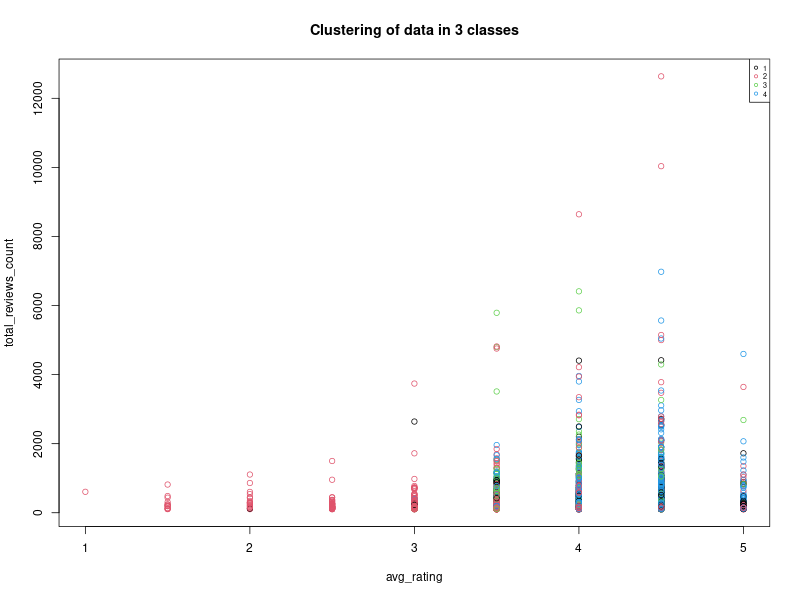 Clustering of data in 3 classes
1
2
3
4
12000
10000
8000
6000
4000
2000
0
total_reviews_count
1 2 3 4 5
avg_rating